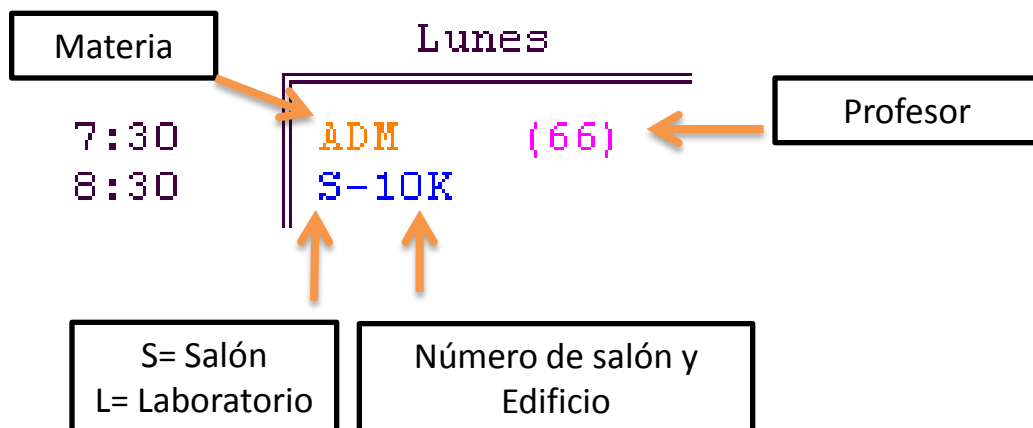 Materia
Lunes
Profesor
7:30 ADM (66)
8:30 S-10K
S= Salón
L= Laboratorio
Número de salón y
Edificio